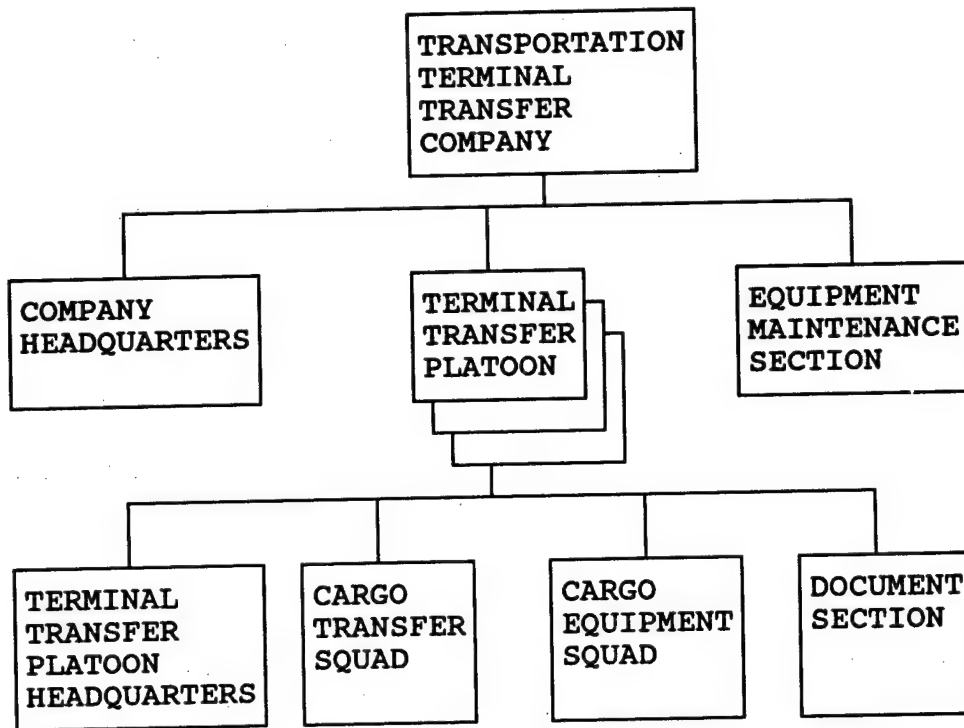 TRANSPORTATION
TERMINAL
TRANSFER
COMPANY
COMPANY
HEADQUARTERS
TERMINAL
TRANSFER
PLATOON
EQUIPMENT
MAINTENANCE
SECTION
TERMINAL
TRANSFER
PLATOON
HEADQUARTERS
CARGO
TRANSFER
SQUAD
CARGO
EQUIPMENT
SQUAD
DOCUMENT
SECTION